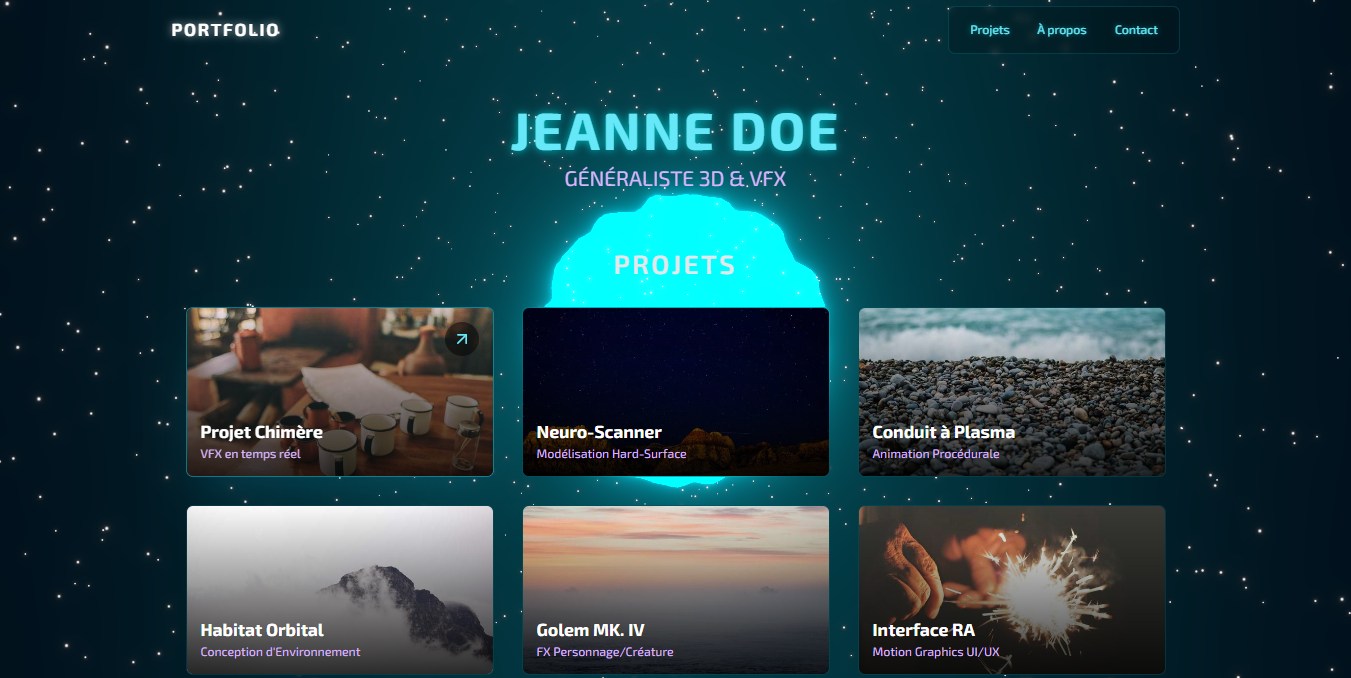 PORTFOLIO
Projets À propos Contact
JEANNE DOE
GÉNÉRALISTE 3D & VFX
PROJETS
Projet Chimère
VFX en temps réel
Neuro-Scanner
Modélisation Hard-Surface
Conduit à Plasma
Animation Procédurale
Habitat Orbital
Conception d'Environnement
Golem MK. IV
FX Personnage/Créature
Interface RA
Motion Graphics UI/UX